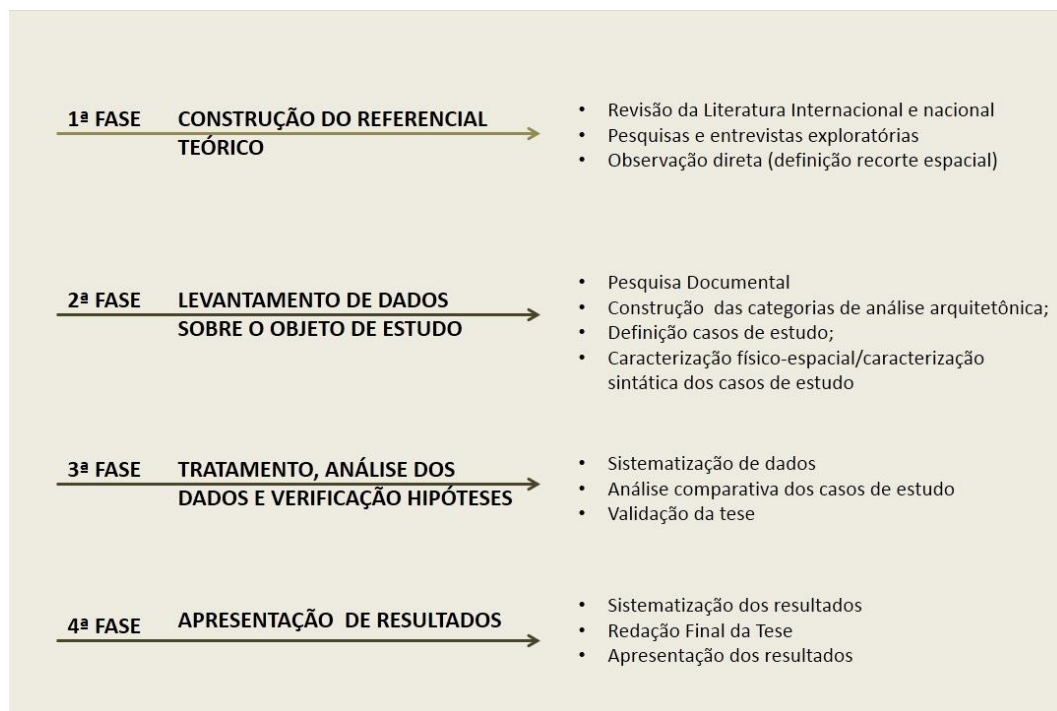 1ª FASE CONSTRUÇÃO DO REFERENCIAL
TEÓRICO
• Revisão da Literatura Internacional e nacional
• Pesquisas e entrevistas exploratórias
• Observação direta (definição recorte espacial)
2ª FASE LEVANTAMENTO DE DADOS
SOBRE O OBJETO DE ESTUDO
• Pesquisa Documental
• Construção das categorias de análise arquitetônica;
• Definição casos de estudo;
• Caracterização físico-espacial/caracterização
sintática dos casos de estudo
3ª FASE TRATAMENTO, ANÁLISE DOS
DADOS E VERIFICAÇÃO HIPÓTESES
• Sistematização de dados
• Análise comparativa dos casos de estudo
• Validação da tese
4ª FASE APRESENTAÇÃO DE RESULTADOS
• Sistematização dos resultados
• Redação Final da Tese
• Apresentação dos resultados